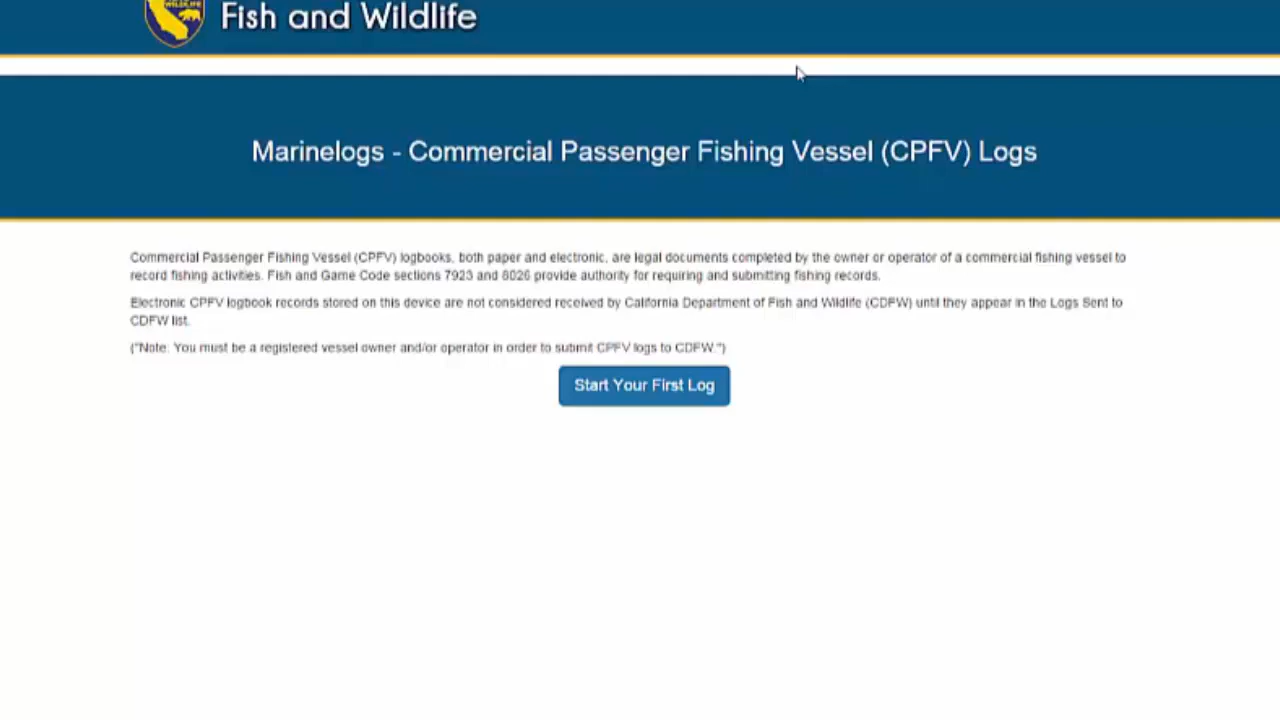 WILDLIFE
Fish and Wildlife
Marinelogs - Commercial Passenger Fishing Vessel (CPFV) Logs
Commercial Passenger Fishing Vessel (CPFV) logbooks, both paper and electronic, are legal documents completed by the owner or operator of a commercial fishing vessel to
record fishing activities. Fish and Game Code sections 7923 and 8026 provide authority for requiring and submitting fishing records.
Electronic CPFV logbook records stored on this device are not considered received by California Department of Fish and Wildlife (CDFW) until they appear in the Logs Sent to
CDFW list.
("Note: You must be a registered vessel owner and/or operator in order to submit CPFV logs to CDFW.")
Start Your First Log